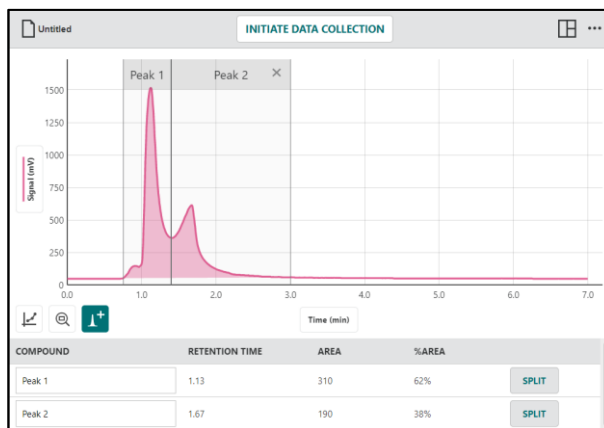 Untitled
INITIATE DATA COLLECTION
...
Peak 1 Peak 2 ×
1500
1250
1000
750
500
250
0
Signal (mV)
0.0 1.0 2.0 3.0 4.0 5.0 6.0 7.0
Time (min)
COMPOUND RETENTION TIME AREA %AREA
Peak 1 1.13 310 62% SPLIT
Peak 2 1.67 190 38% SPLIT